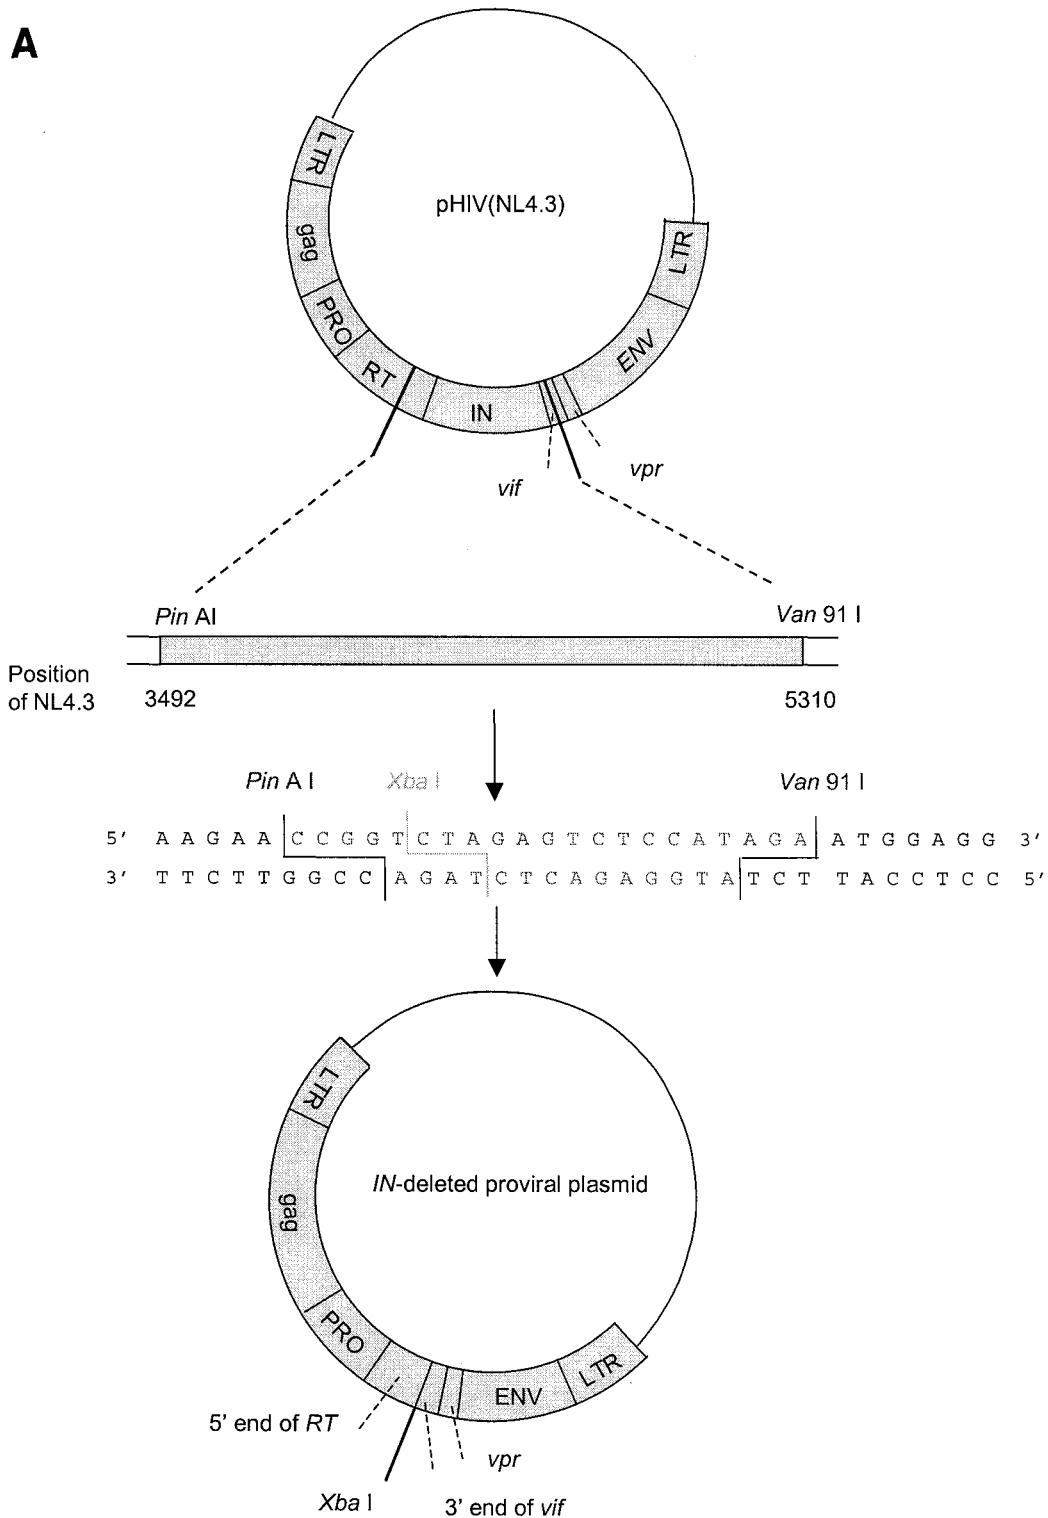 A
LTR
gag
PRO
RT
IN
ENV
LTR
pHIV(NL4.3)
vif
vpr
Pin AI
Van 91 I
Position
of NL4.3
3492
5310
Pin A I
Xba I
Van 91 I
5' A A G A A C C G G T C T A G A G T C T C C A T A G A A T G G A G G 3'
3' T T C T T G G C C A G A T C T C A G A G G T A T C T T A C C T C C 5'
LTR
gag
PRO
ENV
LTR
IN-deleted proviral plasmid
5' end of RT
vpr
Xba I
3' end of vif